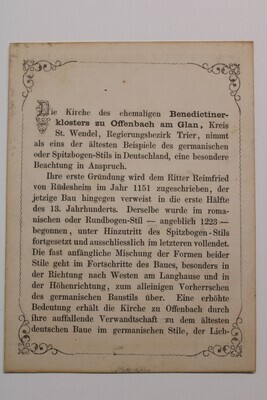 Die Kirche des ehemaligen Benedictiner-
klosters zu Offenbach am Glan, Kreis
St. Wendel, Regierungsbezirk Trier, nimmt
als eins der ältesten Beispiele des germanischen
oder Spitzbogen-Stils in Deutschland, eine besondere
Beachtung in Anspruch.
Ihre erste Gründung wird dem Ritter Reimfried
von Rüdesheim im Jahr 1151 zugeschrieben, der
jetzige Bau hingegen verweist in die erste Hälfte
des 13. Jahrhunderts. Derselbe wurde im roma-
nischen oder Rundbogen-Stil — angeblich 1223 —
begonnen, unter Hinzutritt des Spitzbogen-Stils
fortgesetzt und ausschliesslich im letzteren vollendet.
Die fast anfängliche Mischung der Formen beider
Stile geht im Fortschritte des Baues, besonders in
der Richtung nach Westen am Langhause und in
der Höhenrichtung, zum alleinigen Vorherrschen
des germanischen Baustils über. Eine erhöhte
Bedeutung erhält die Kirche zu Offenbach durch
ihre auffallende Verwandtschaft zu dem ältesten
deutschen Baue im germanischen Stile, der Lieb-